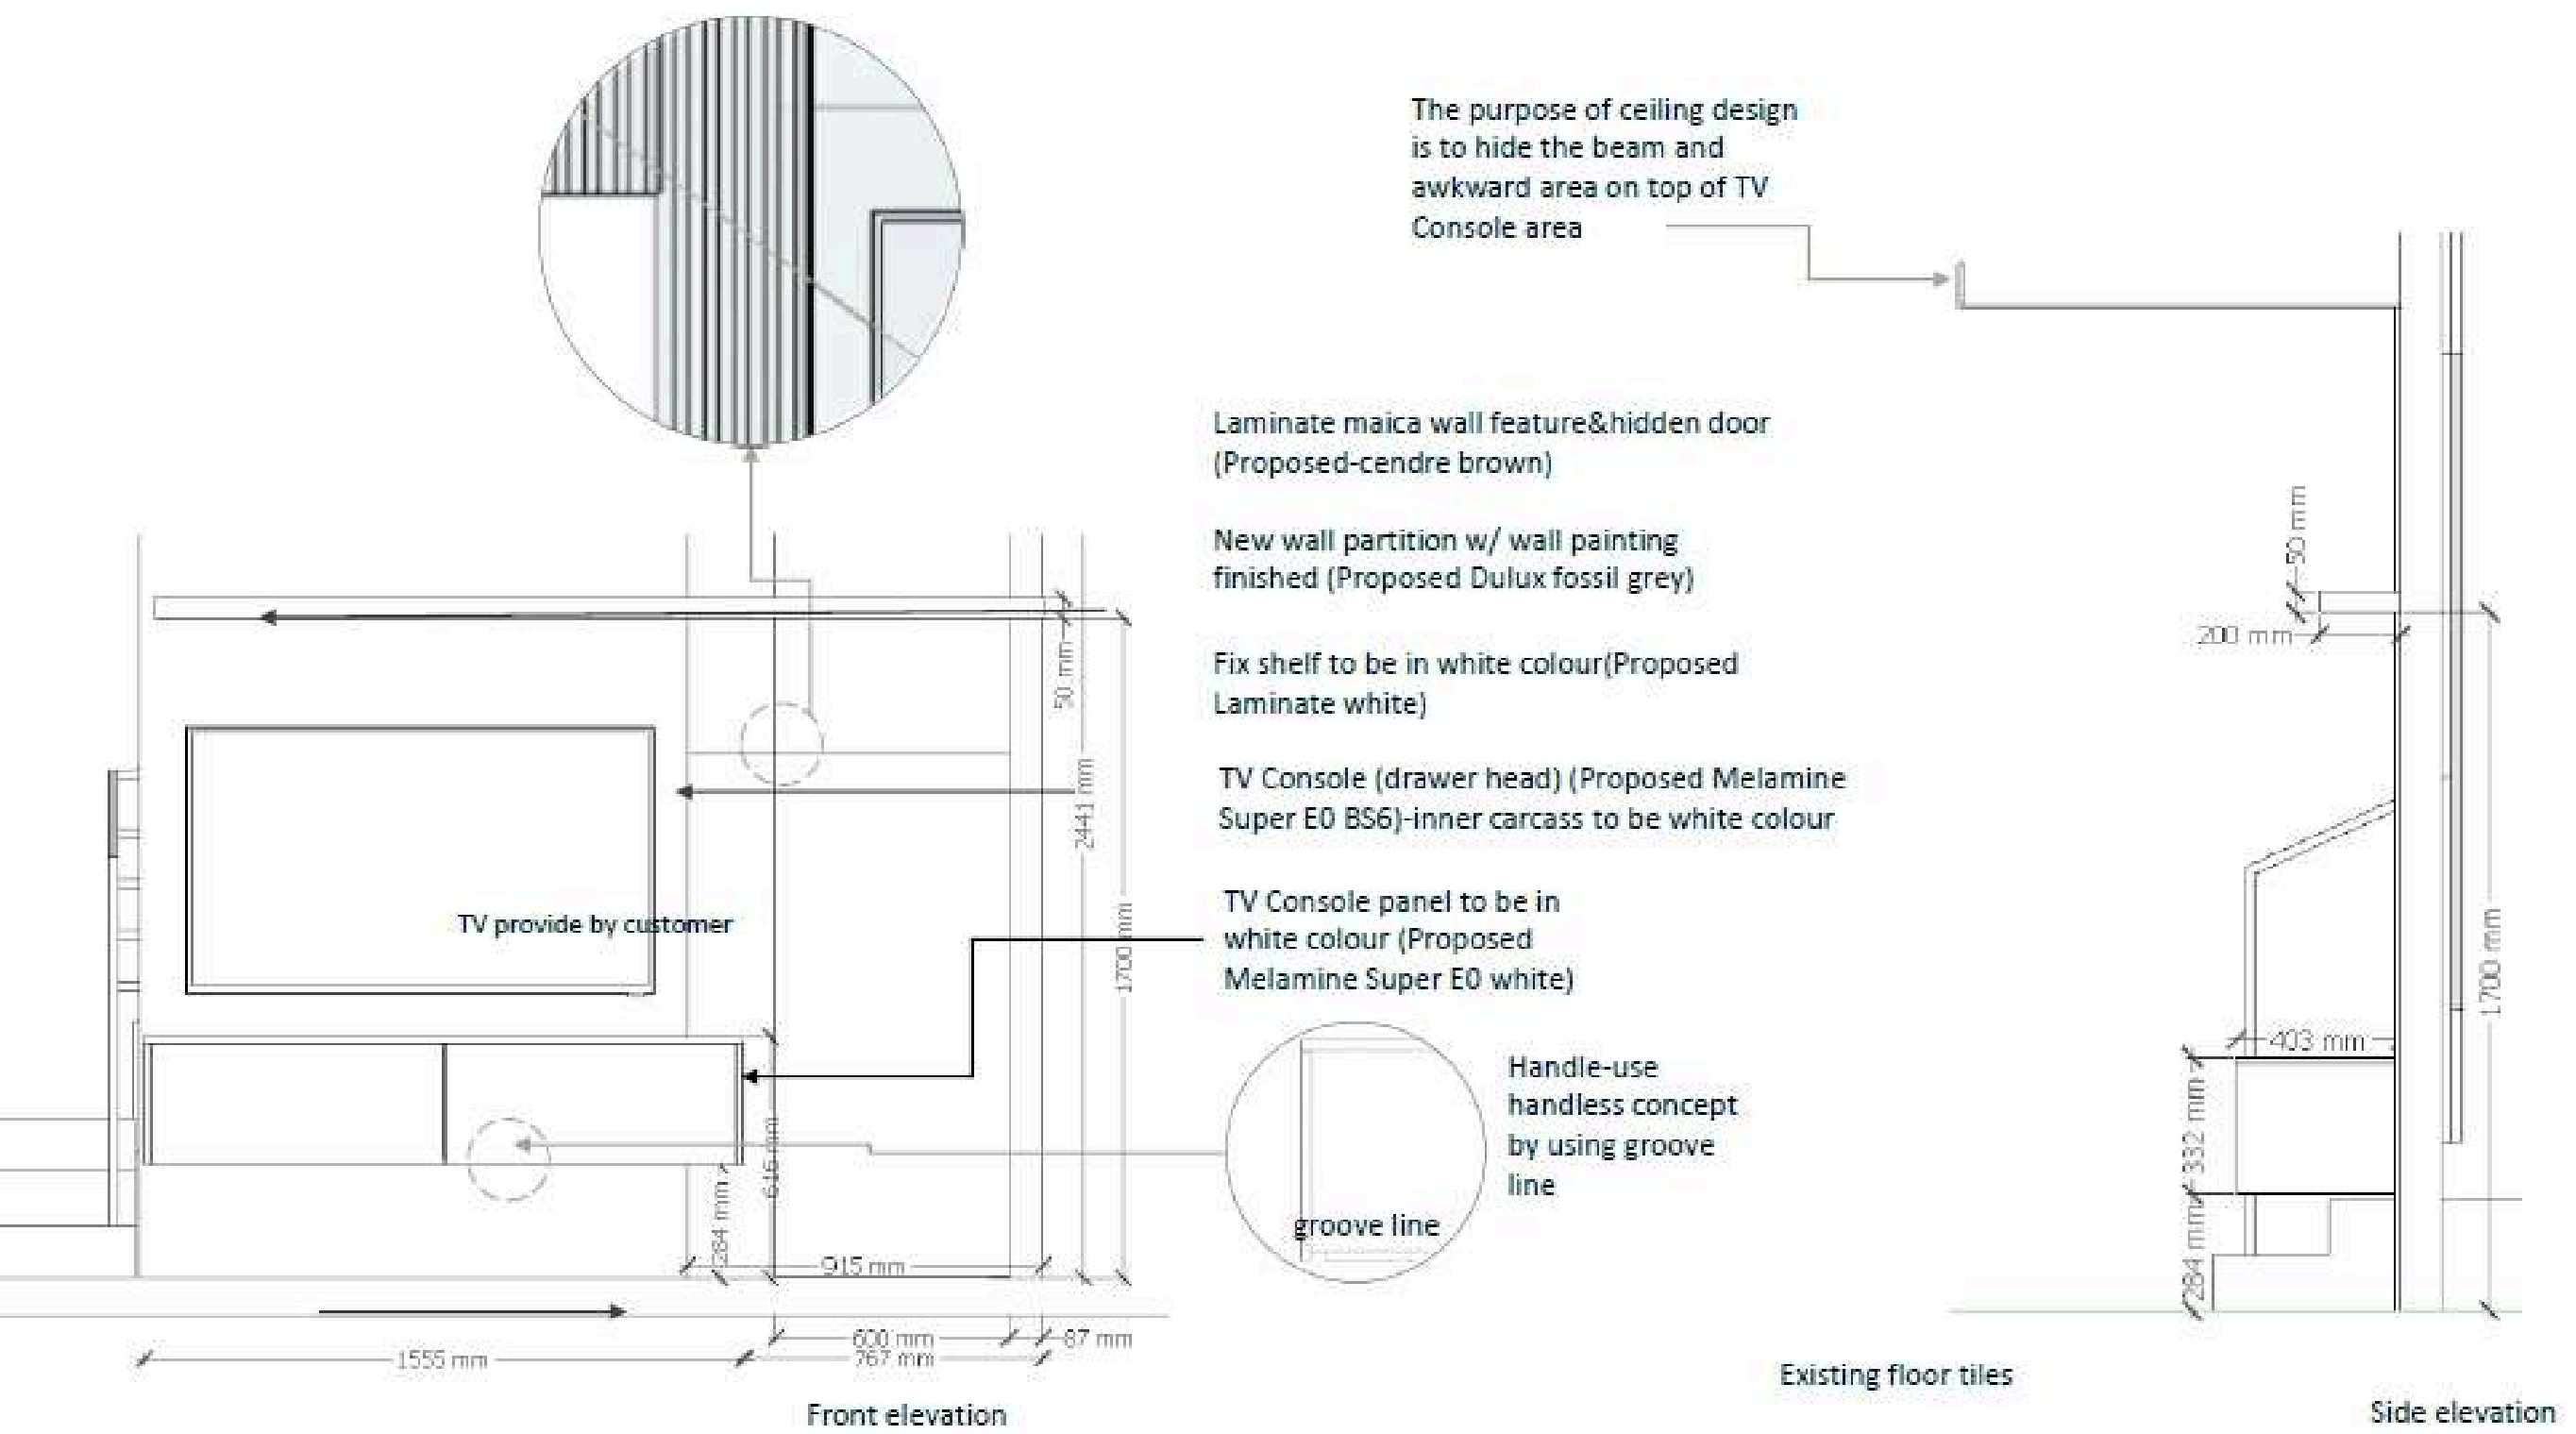 The purpose of ceiling design
is to hide the beam and
awkward area on top of TV
Console area
Laminate maica wall feature&hidden door
(Proposed-cendre brown)
New wall partition w/ wall painting
finished (Proposed Dulux fossil grey)
Fix shelf to be in white colour(Proposed
Laminate white)
TV Console (drawer head) (Proposed Melamine
Super E0 BS6)-inner carcass to be white colour
TV Console panel to be in
white colour (Proposed
Melamine Super E0 white)
Handle-use
handless concept
by using groove
line
groove line
TV provide by customer
50 mm
2441 mm
1700 mm
616 mm
284 mm
915 mm
600 mm
87 mm
1555 mm
767 mm
Front elevation
50 mm
200 mm
1700 mm
403 mm
332 mm
284 mm
Existing floor tiles
Side elevation